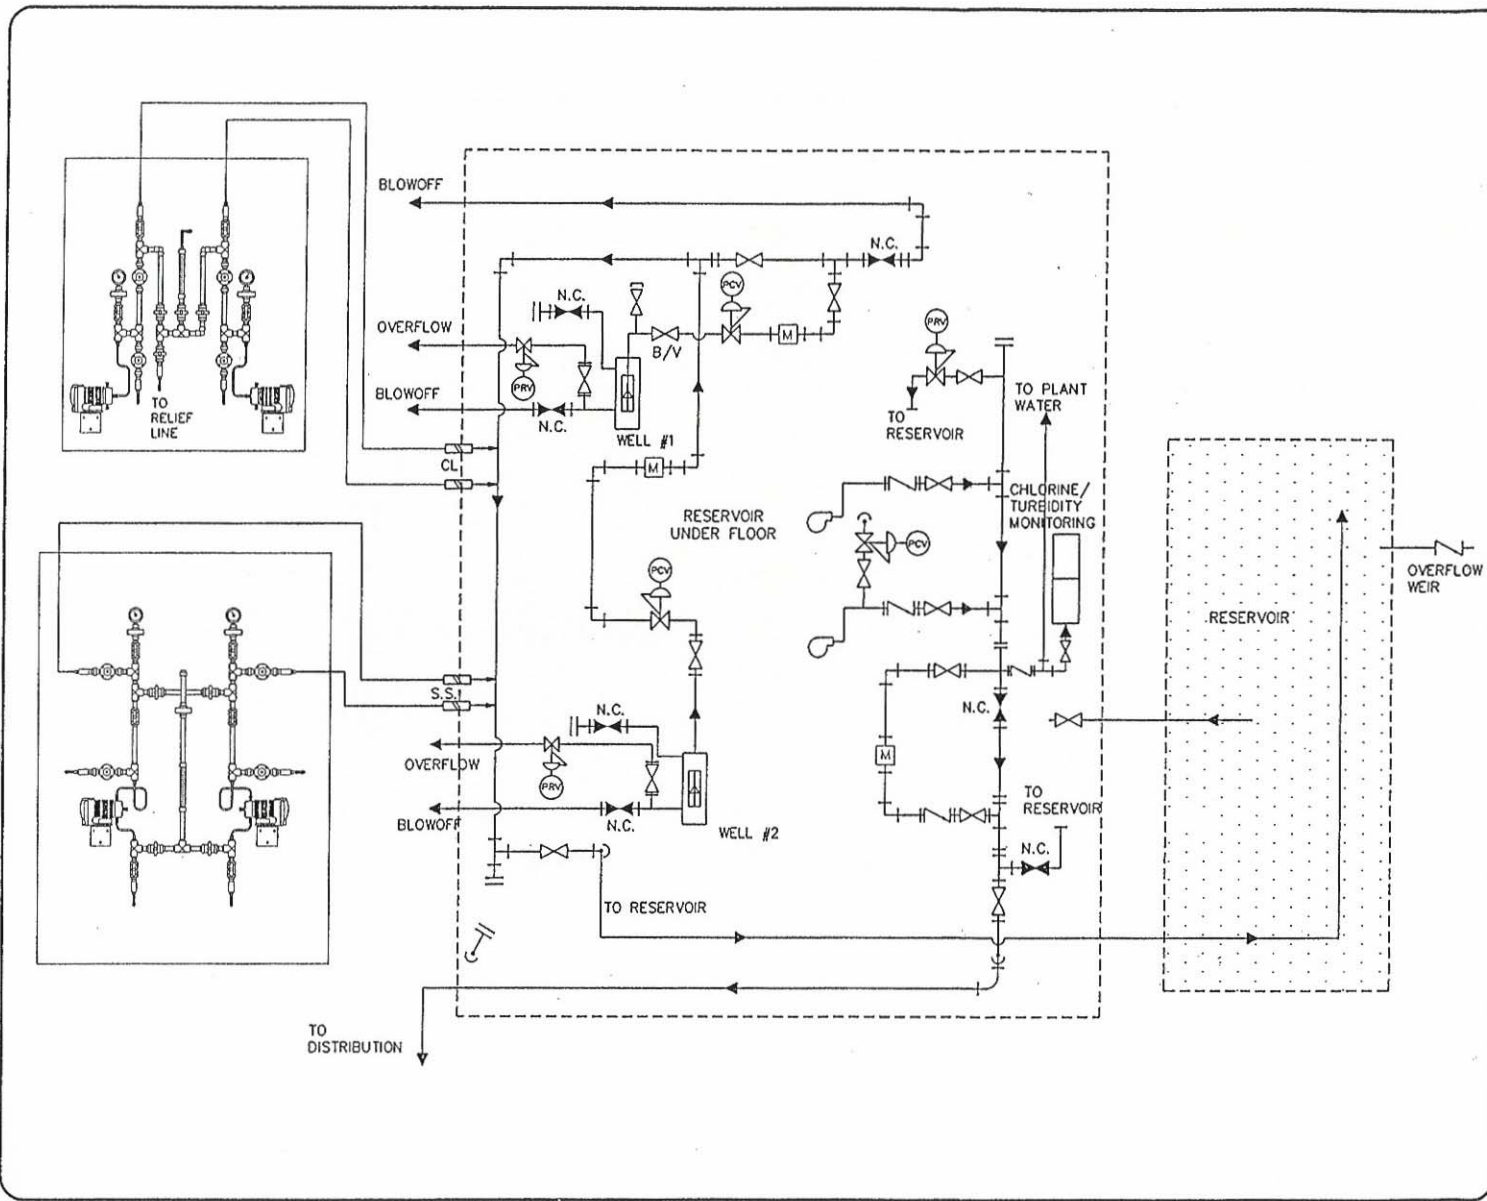 BLOWOFF
N.C.
N.C.
PCV
OVERFLOW
B/V
M
PRV
PRV
BLOWOFF
N.C.
WELL #1
TO
RELIEF
LINE
TO
RESERVOIR
TO PLANT
WATER
CL
M
RESERVOIR
UNDER FLOOR
CHLORINE/
TURBIDITY
MONITORING
PCV
PCV
OVERFLOW
WEIR
RESERVOIR
S.S.
N.C.
N.C.
OVERFLOW
PRV
M
BLOWOFF
N.C.
WELL #2
TO
RESERVOIR
N.C.
TO RESERVOIR
TO
DISTRIBUTION